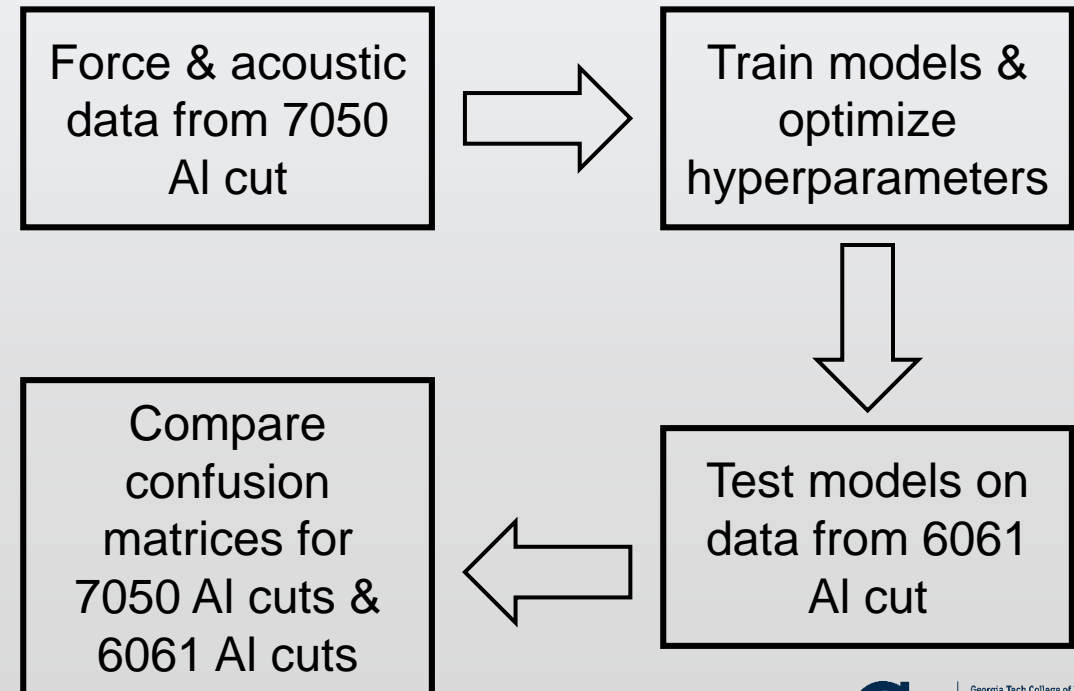 Force & acoustic
data from 7050
Al cut
Train models &
optimize
hyperparameters
Test models on
data from 6061
Al cut
Compare
confusion
matrices for
7050 Al cuts &
6061 Al cuts
Georgia Tech College of